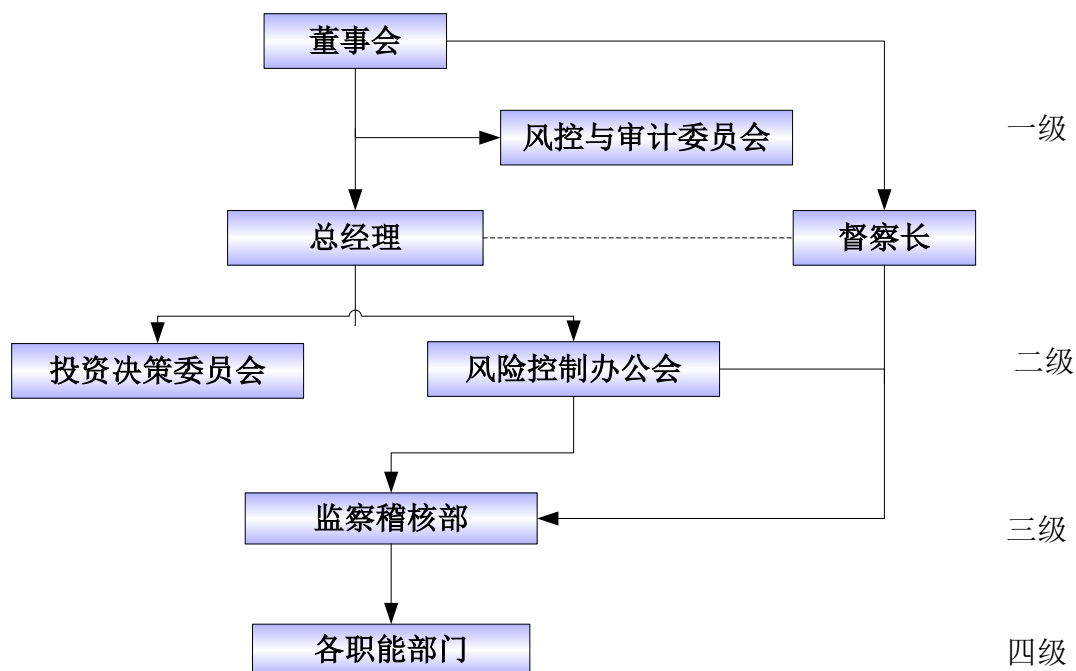 董事会
风控与审计委员会
一级
总经理
督察长
投资决策委员会
风险控制办公会
二级
监察稽核部
三级
各职能部门
四级